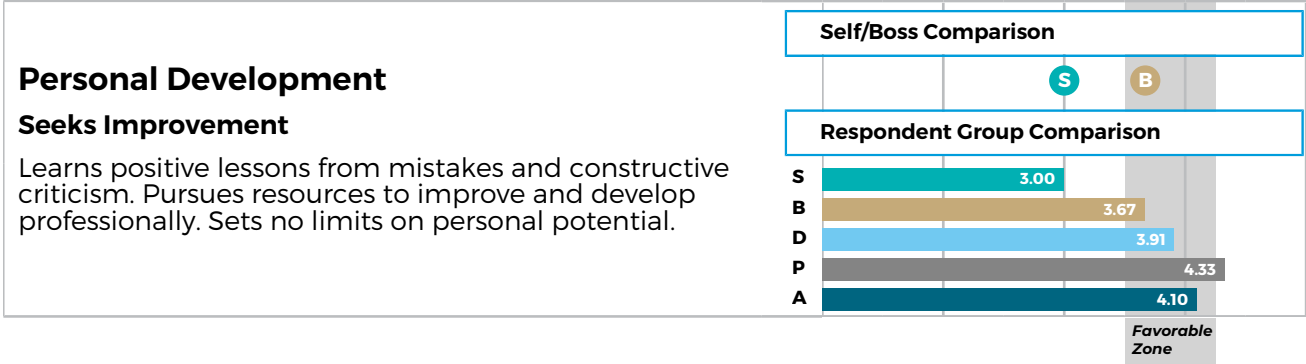 Personal Development
Seeks Improvement
Learns positive lessons from mistakes and constructive
criticism. Pursues resources to improve and develop
professionally. Sets no limits on personal potential.
Self/Boss Comparison
S B
Respondent Group Comparison
S 3.00
B 3.67
D 3.91
P 4.33
A 4.10
Favorable
Zone